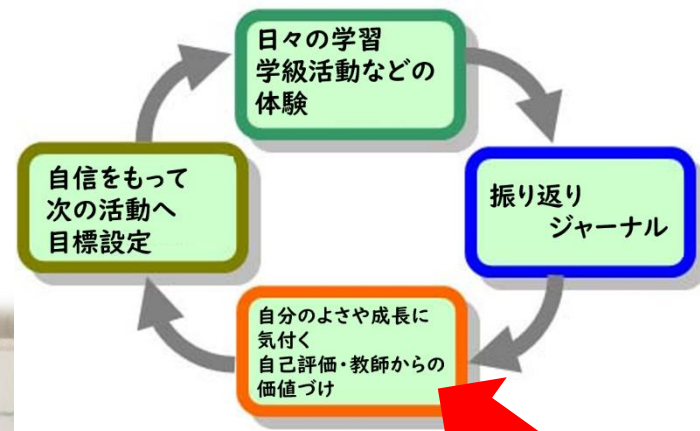 日々の学習
学級活動などの
体験
振り返り
ジャーナル
自分のよさや成長に
気付く
自己評価・教師からの
価値づけ
自信をもって
次の活動へ
目標設定